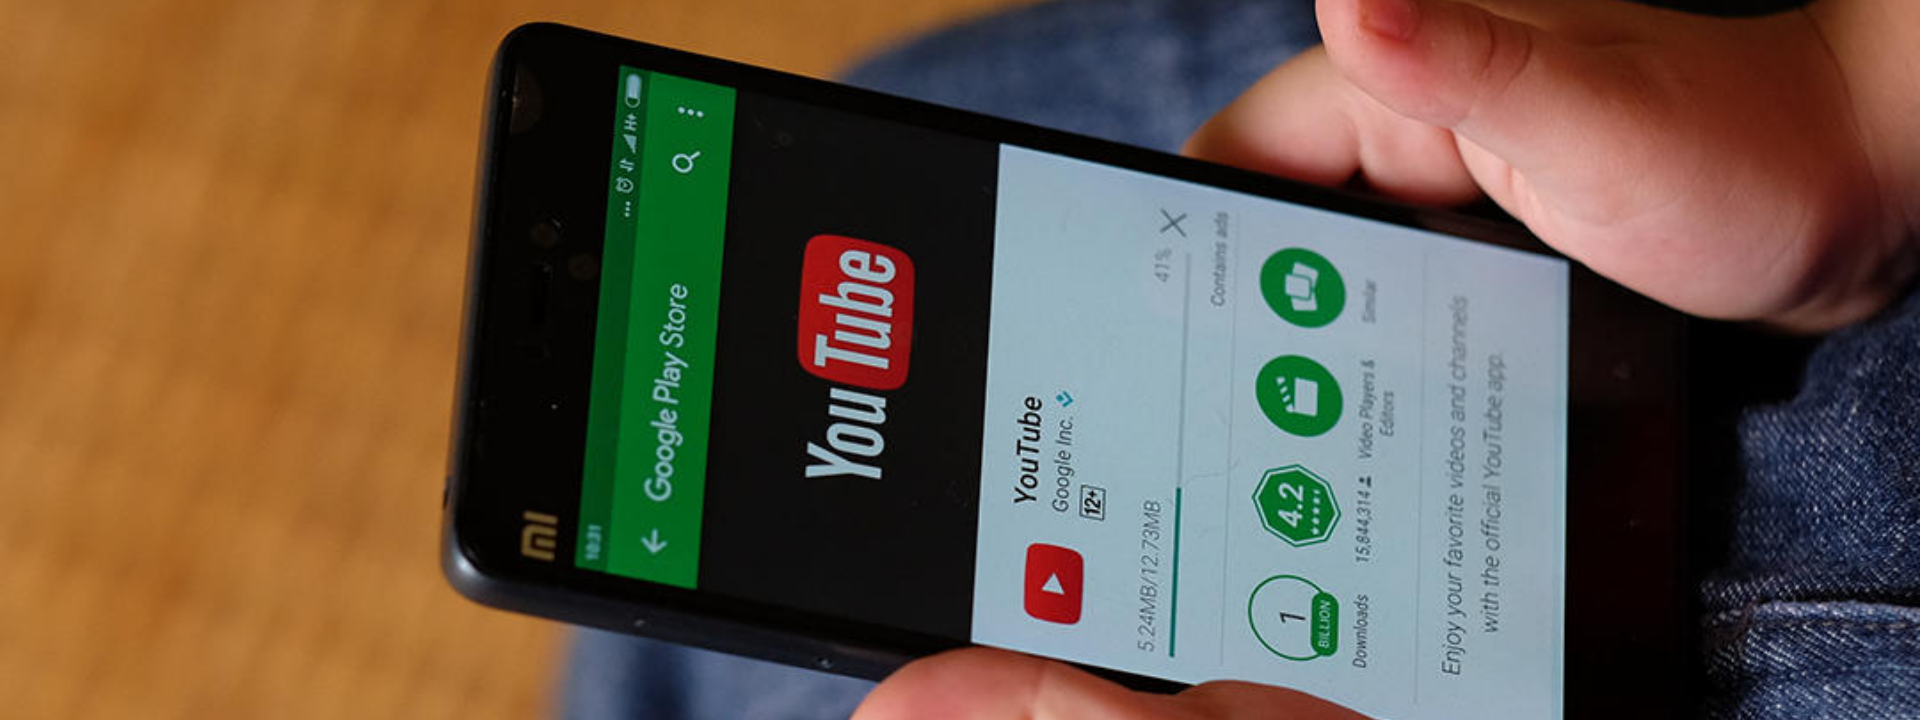 mi
10:31
H+
Google Play Store
YouTube
YouTube
Google Inc.
12+
5.24MB/12.73MB
41%
Contains ads
1
BILLION
Downloads
4.2
15,844,314
Video Players &
Editors
Similar
Enjoy your favorite videos and channels
with the official YouTube app.